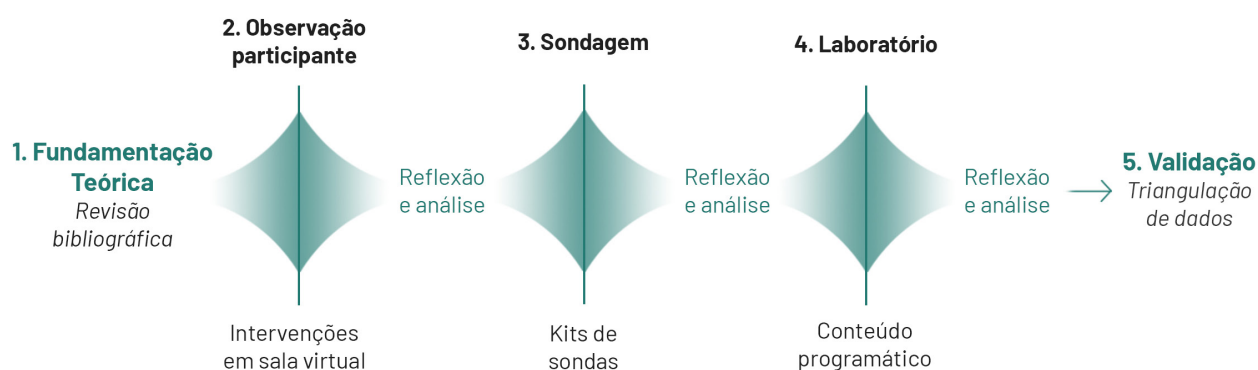 1. Fundamentação
Teórica
Revisão
bibliográfica
2. Observação
participante
Intervenções
em sala virtual
Reflexão
e análise
3. Sondagem
Kits de
sondas
Reflexão
e análise
4. Laboratório
Conteúdo
programático
Reflexão
e análise
5. Validação
Triangulação
de dados